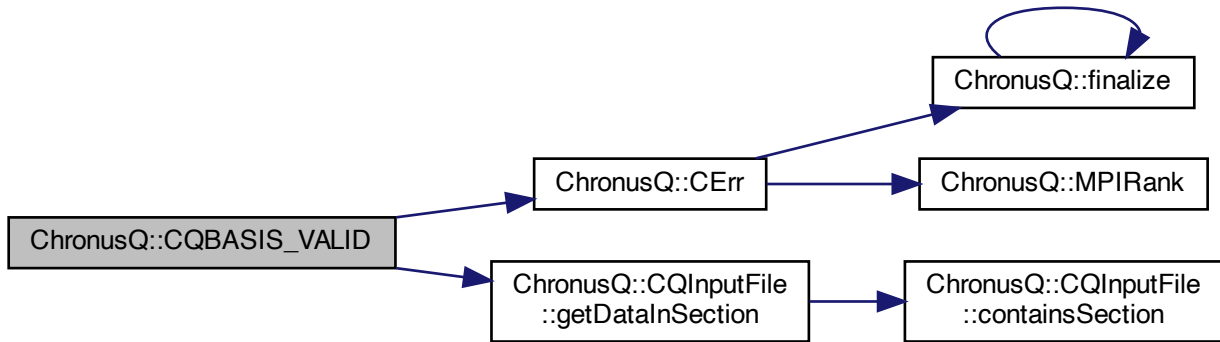 ChronusQ::finalize
ChronusQ::CErr
ChronusQ::MPIRank
ChronusQ::CQBASIS_VALID
ChronusQ::CQInputFile
::getDataInSection
ChronusQ::CQInputFile
::containsSection